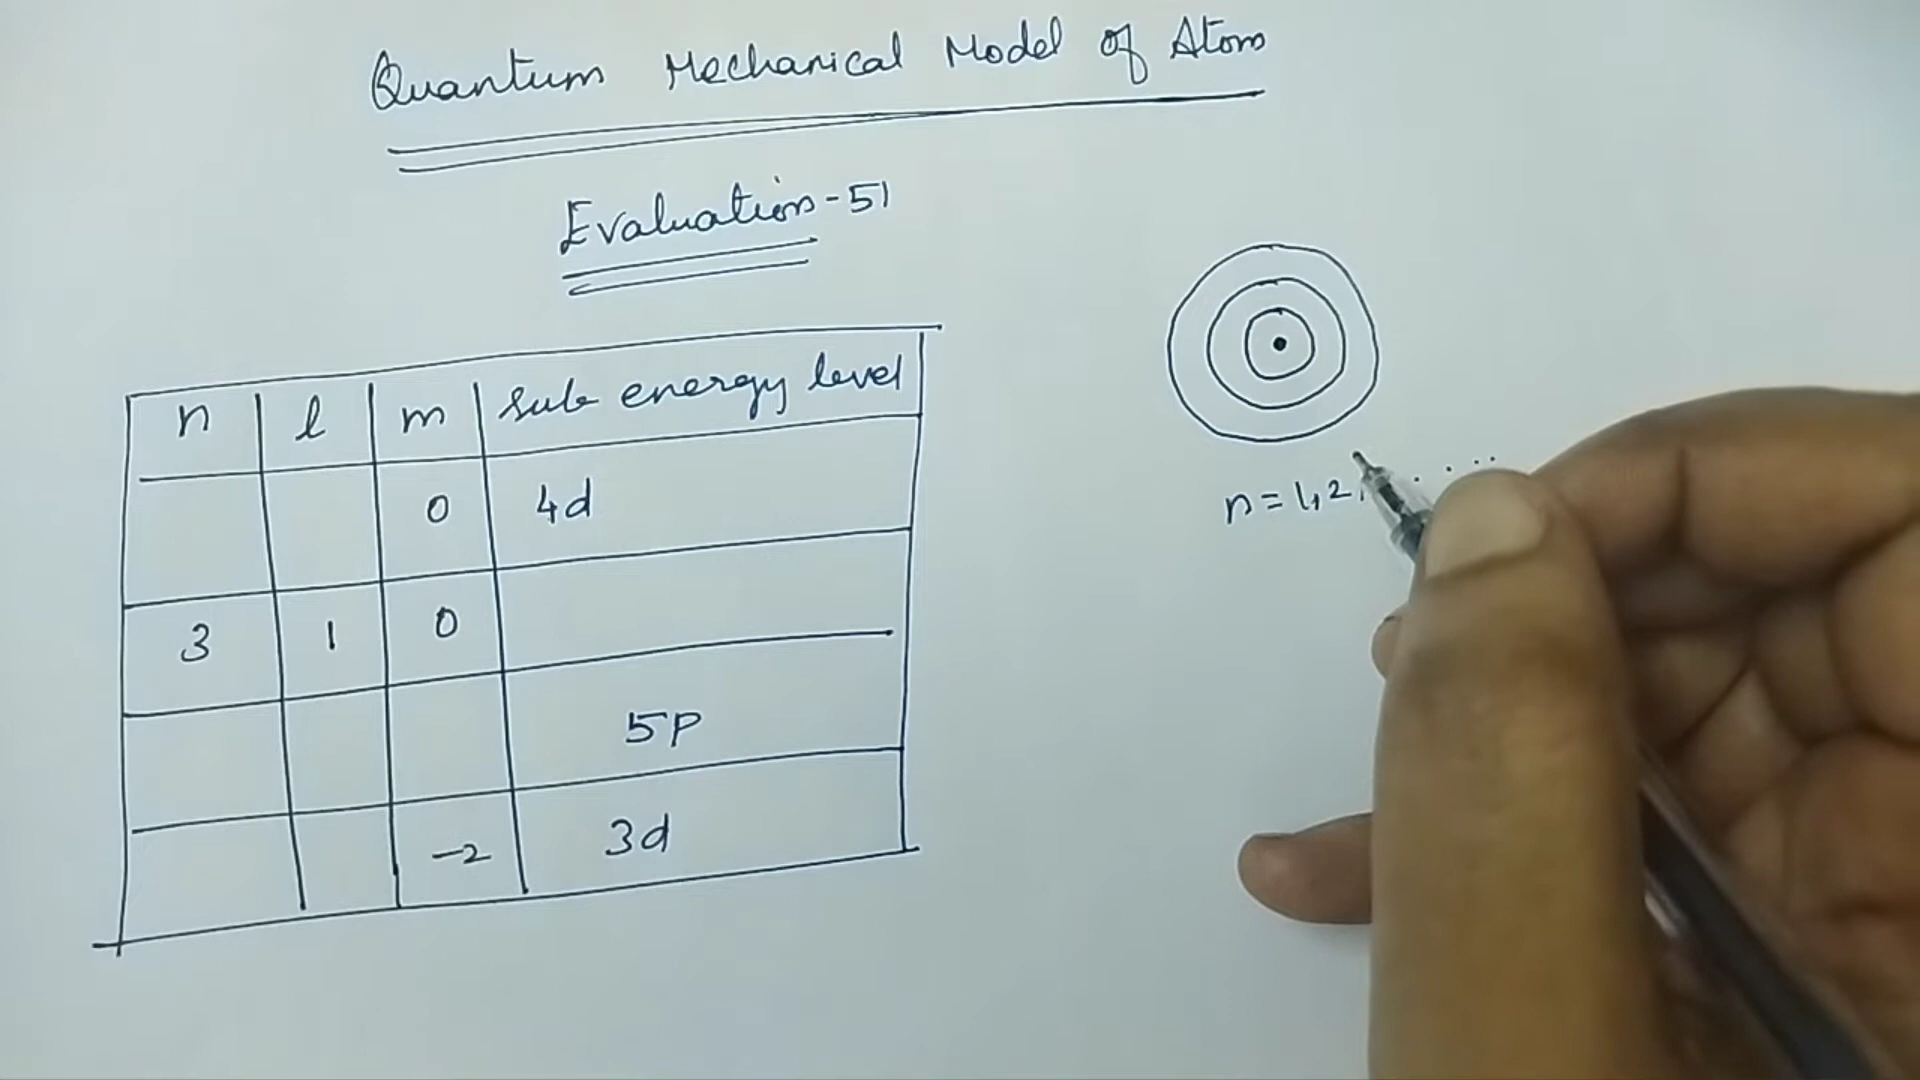 Quantum Mechanical Model of Atom
Evaluation-51
n l m sub energy level
0 4d
3 1 0
5p
-2 3d
n = 1, 2, .....